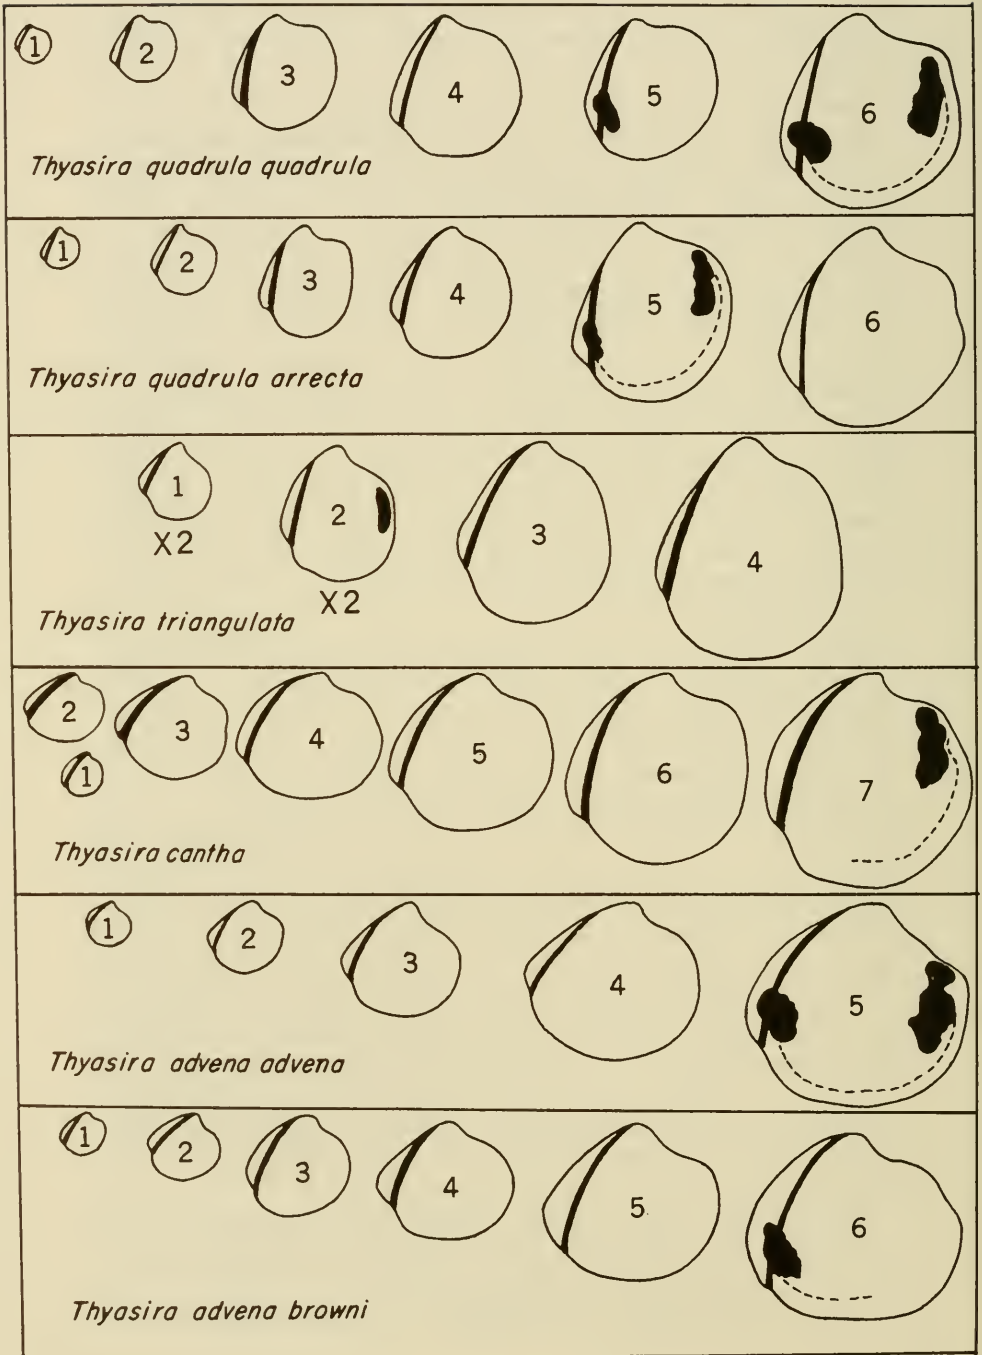 1 2 3 4 5 6
Thyasira quadrula quadrula
1 2 3 4 5 6
Thyasira quadrula arrecta
1 2 3 4
X2
X2
Thyasira triangulata
2 3 4 5 6 7
1
Thyasira cantha
1 2 3 4 5
Thyasira advena advena
1 2 3 4 5 6
Thyasira advena browni